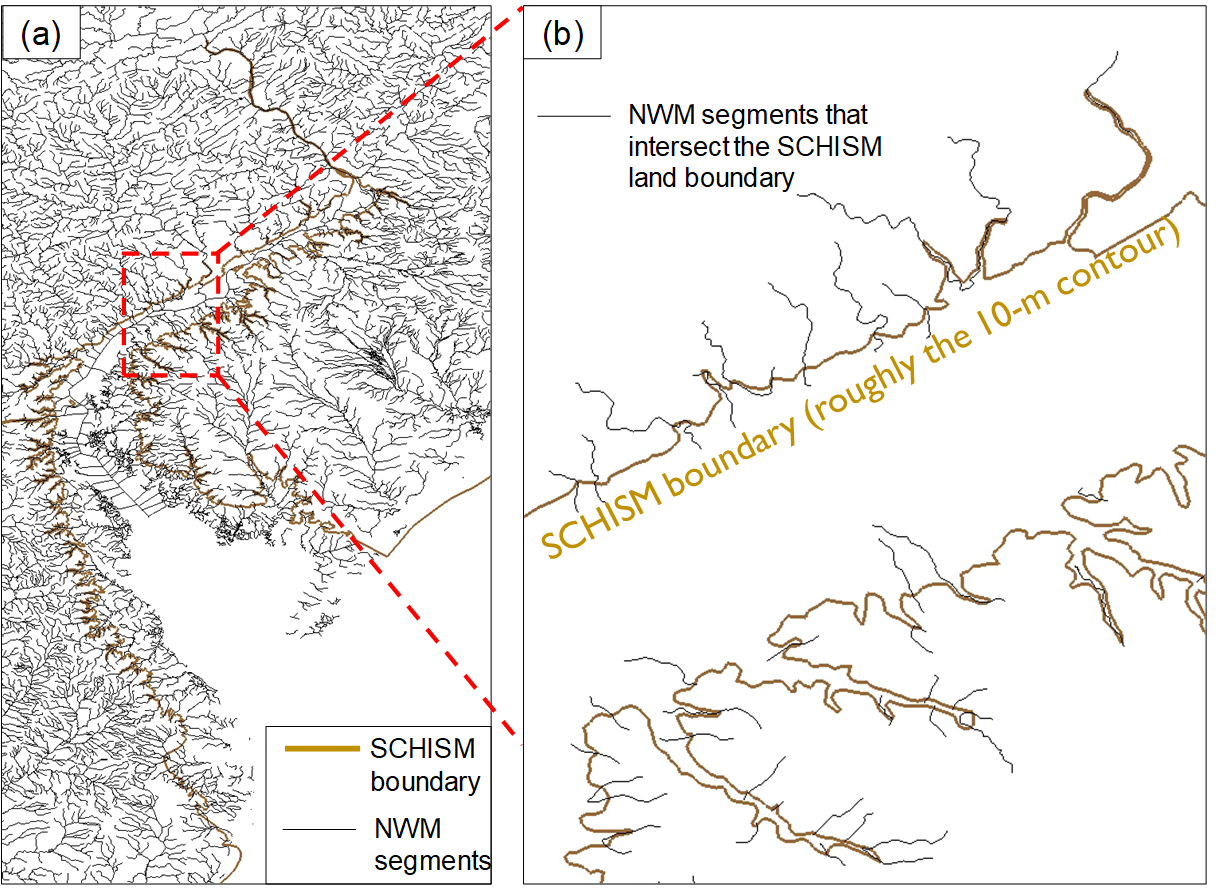 (a)
SCHISM
boundary
NWM
segments
(b)
NWM segments that
intersect the SCHISM
land boundary
SCHISM boundary (roughly the 10-m contour)